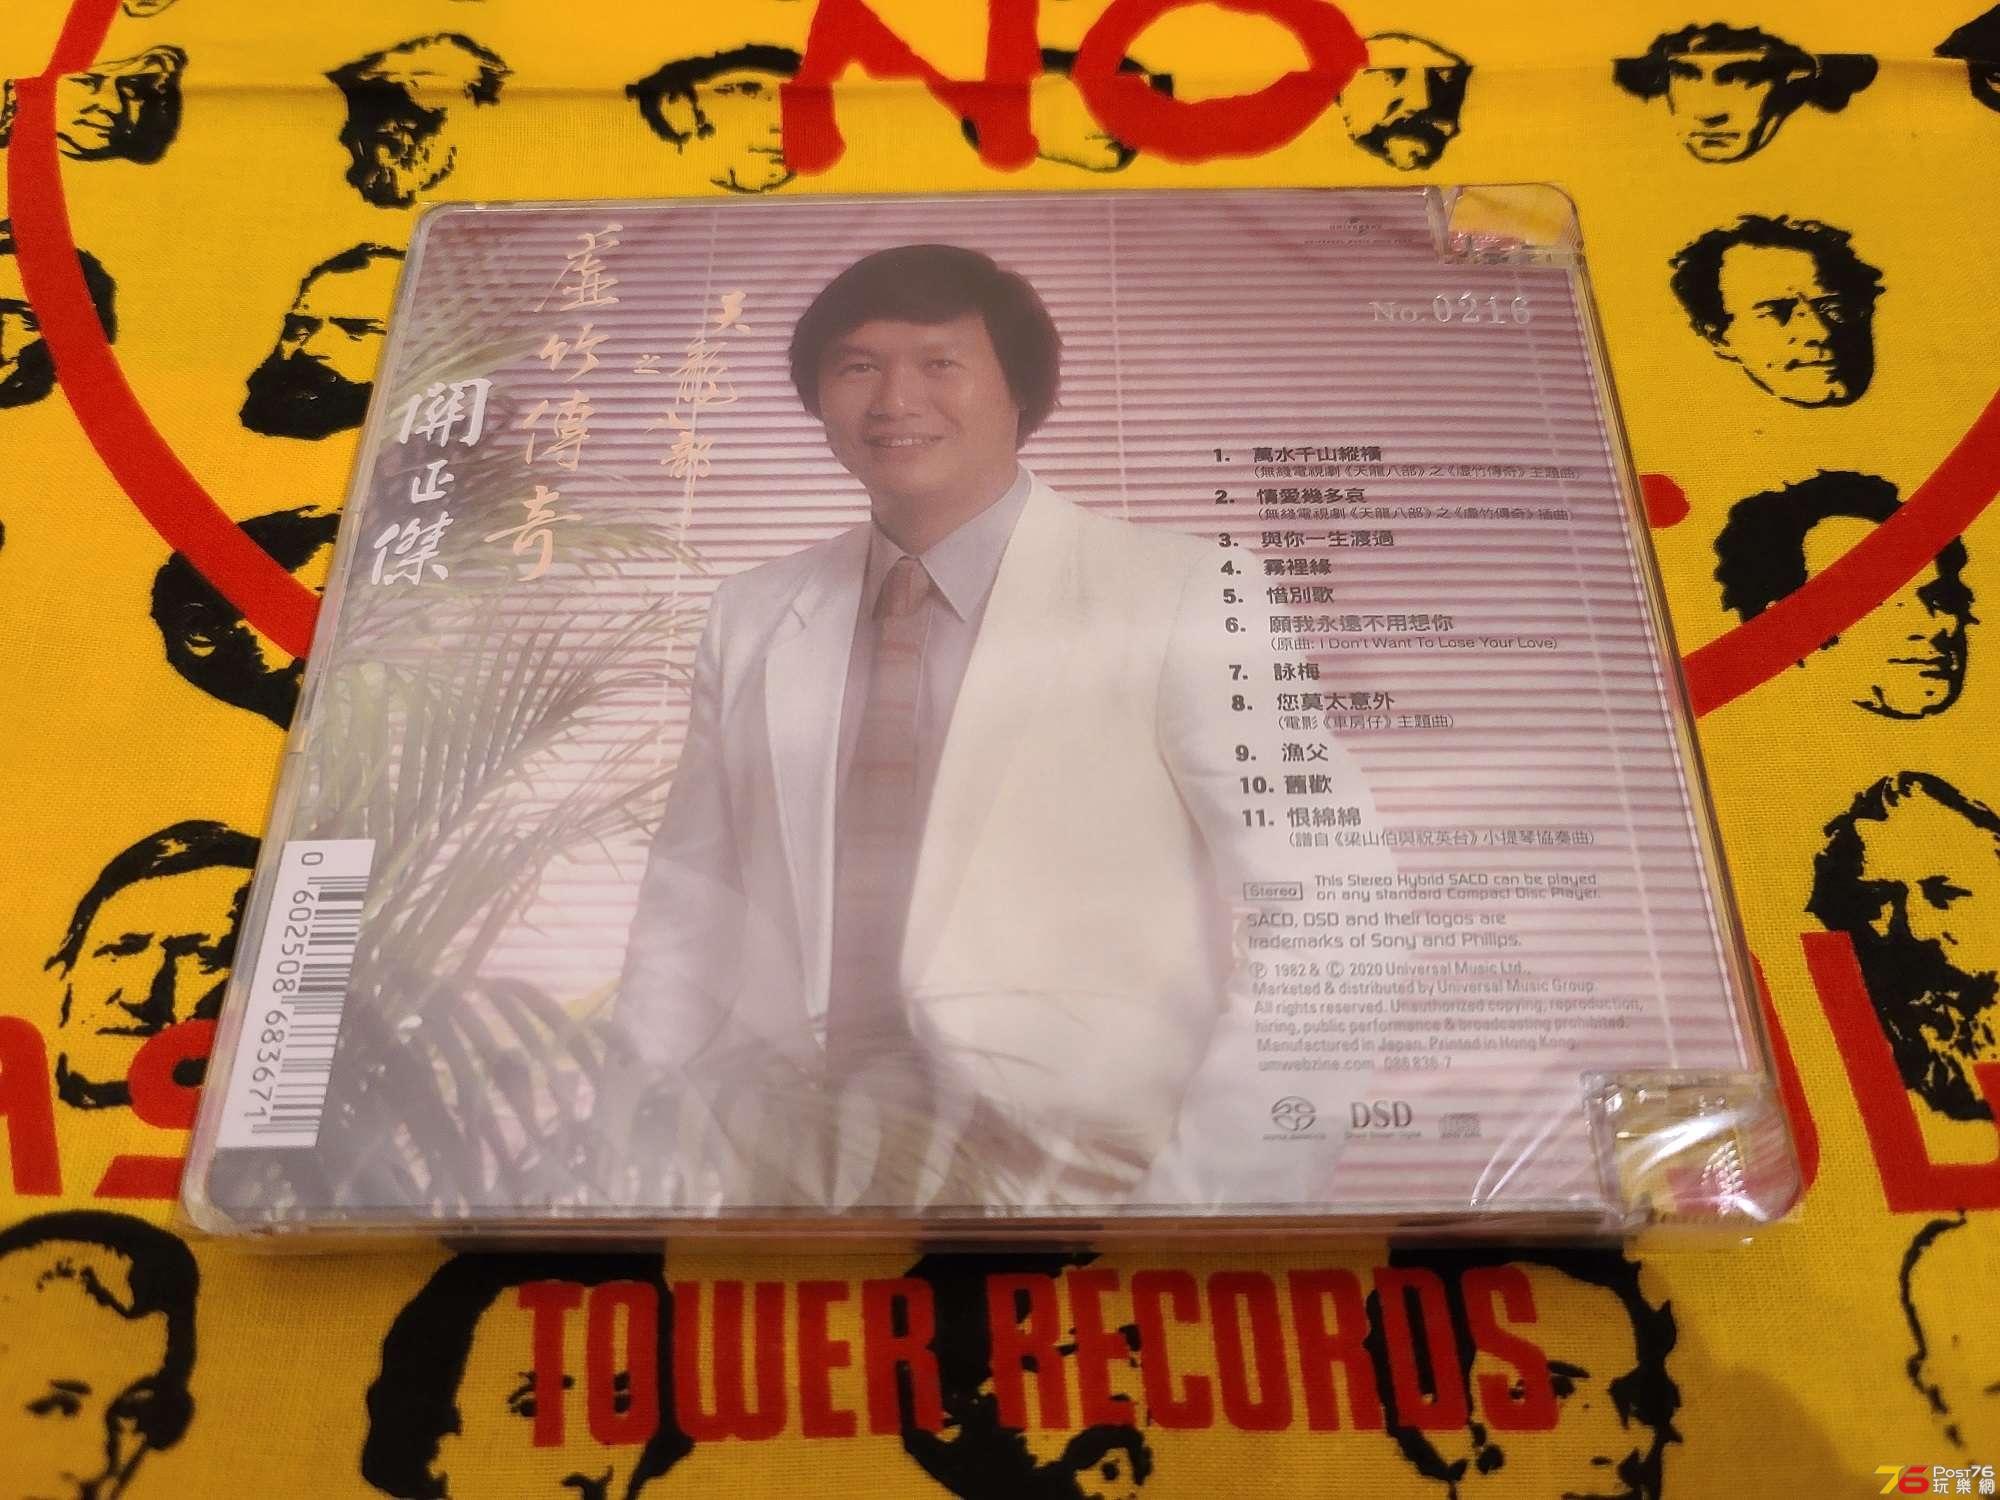 NO
UNIVERSAL
No.0216
天龍八部
之
虛竹傳奇
關正傑
1. 萬水千山縱橫
(無綫電視劇《天龍八部》之《虛竹傳奇》主題曲)
2. 情愛幾多哀
(無綫電視劇《天龍八部》之《虛竹傳奇》插曲)
3. 與你一生渡過
4. 霧裡緣
5. 惜別歌
6. 願我永遠不用想你
(原曲: I Don't Want To Lose Your Love)
7. 詠梅
8. 您莫太意外
(電影《車房仔》主題曲)
9. 漁父
10. 舊歡
11. 恨綿綿
(譜自《梁山伯與祝英台》小提琴協奏曲)
Stereo
This Stereo Hybrid SACD can be played
on any standard Compact Disc Player.
SACD, DSD and their logos are
trademarks of Sony and Philips.
Ⓟ 1982 & © 2020 Universal Music Ltd.,
Marketed & distributed by Universal Music Group.
All rights reserved. Unauthorized copying, reproduction,
hiring, public performance & broadcasting prohibited.
Manufactured in Japan. Printed in Hong Kong.
umwebzine.com 086 836-7
DSD
0 602508 683671
TOWER RECORDS
76 POST76
玩樂網